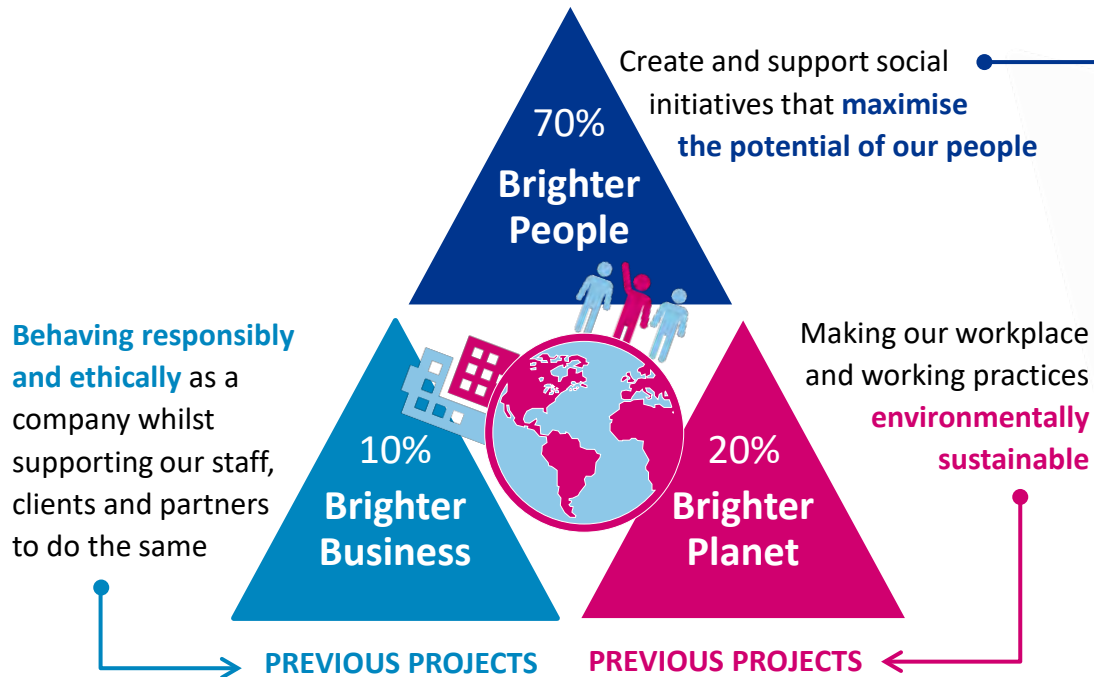 Create and support social
initiatives that maximise
the potential of our people
70%
Brighter
People
Behaving responsibly
and ethically as a
company whilst
supporting our staff,
clients and partners
to do the same
10%
Brighter
Business
20%
Brighter
Planet
Making our workplace
and working practices
environmentally
sustainable
PREVIOUS PROJECTS
PREVIOUS PROJECTS